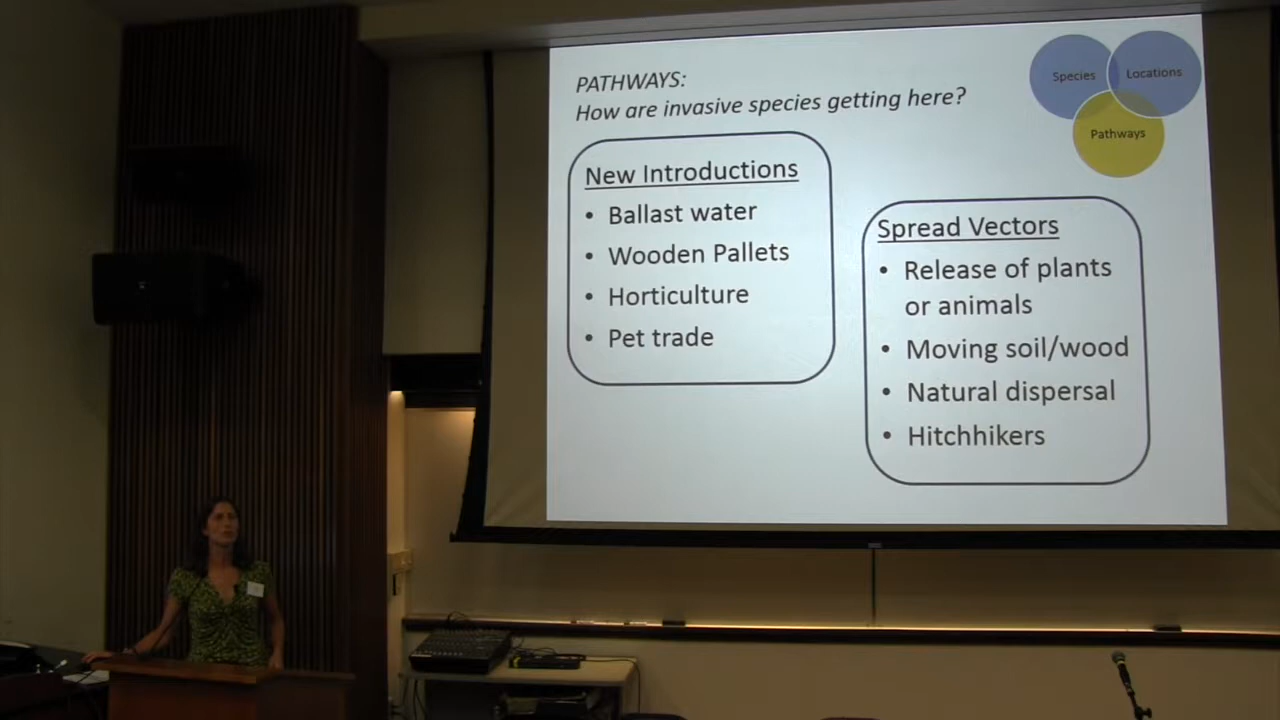 PATHWAYS:
How are invasive species getting here?
Species
Locations
Pathways
New Introductions
• Ballast water
• Wooden Pallets
• Horticulture
• Pet trade
Spread Vectors
• Release of plants
or animals
• Moving soil/wood
• Natural dispersal
• Hitchhikers